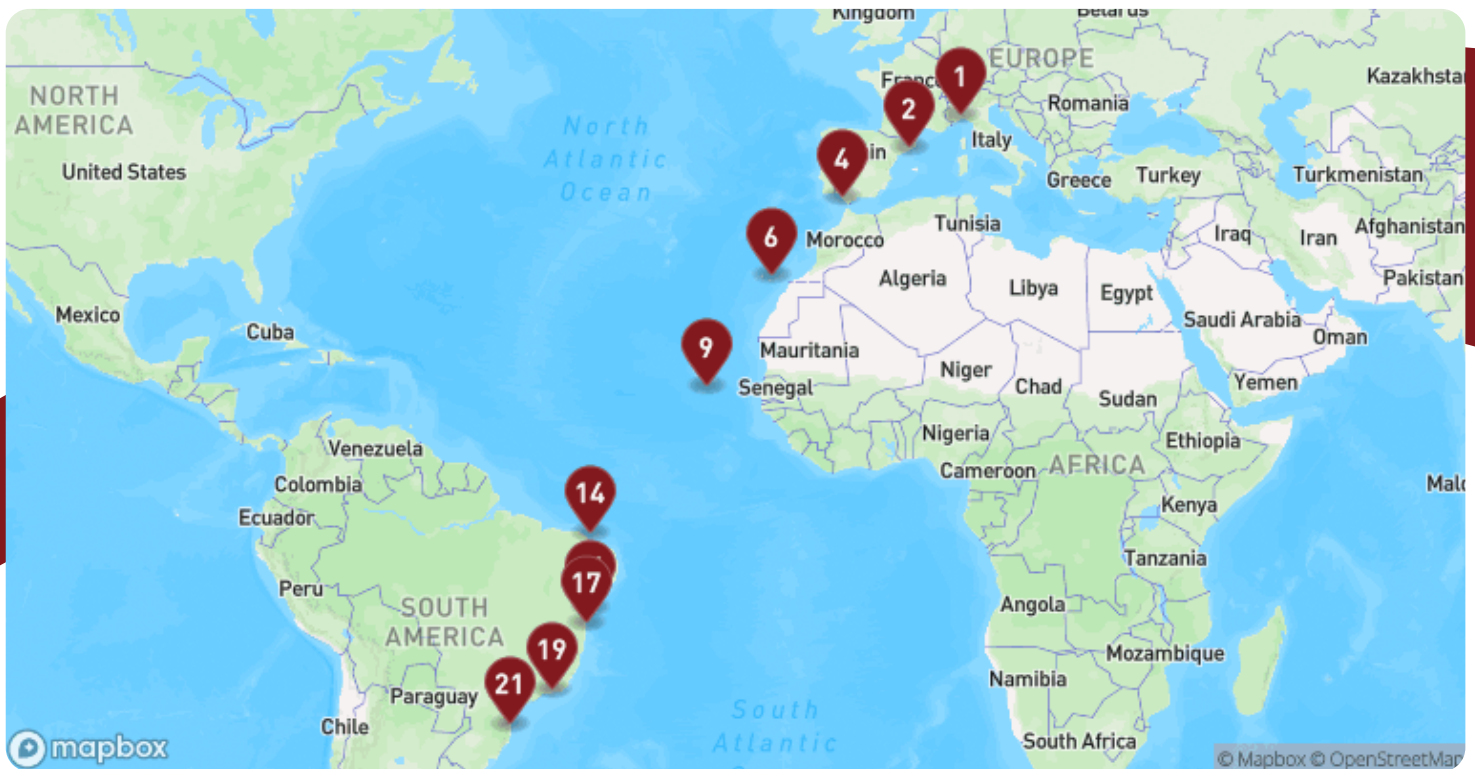 Kingdom
Belarus
EUROPE
1
Franc
Kazakhsta
NORTH
AMERICA
2
Romania
North
Atlantic
Ocean
Italy
4
in
United States
Greece
Turkey
Turkmenistan
6
Morocco
Tunisia
Iraq
Iran
Afghanistan
Algeria
Libya
Egypt
Pakistan
Mexico
Cuba
Saudi Arabia
Oman
9
Mauritania
Niger
Senegal
Chad
Sudan
Yemen
Venezuela
Nigeria
Ethiopia
Colombia
Cameroon
AFRICA
Malc
14
Ecuador
Kenya
Tanzania
17
Peru
SOUTH
AMERICA
Angola
19
Mozambique
21
Paraguay
Namibia
South
Atlantic
Chile
South Africa
mapbox
© Mapbox © OpenStreetMap